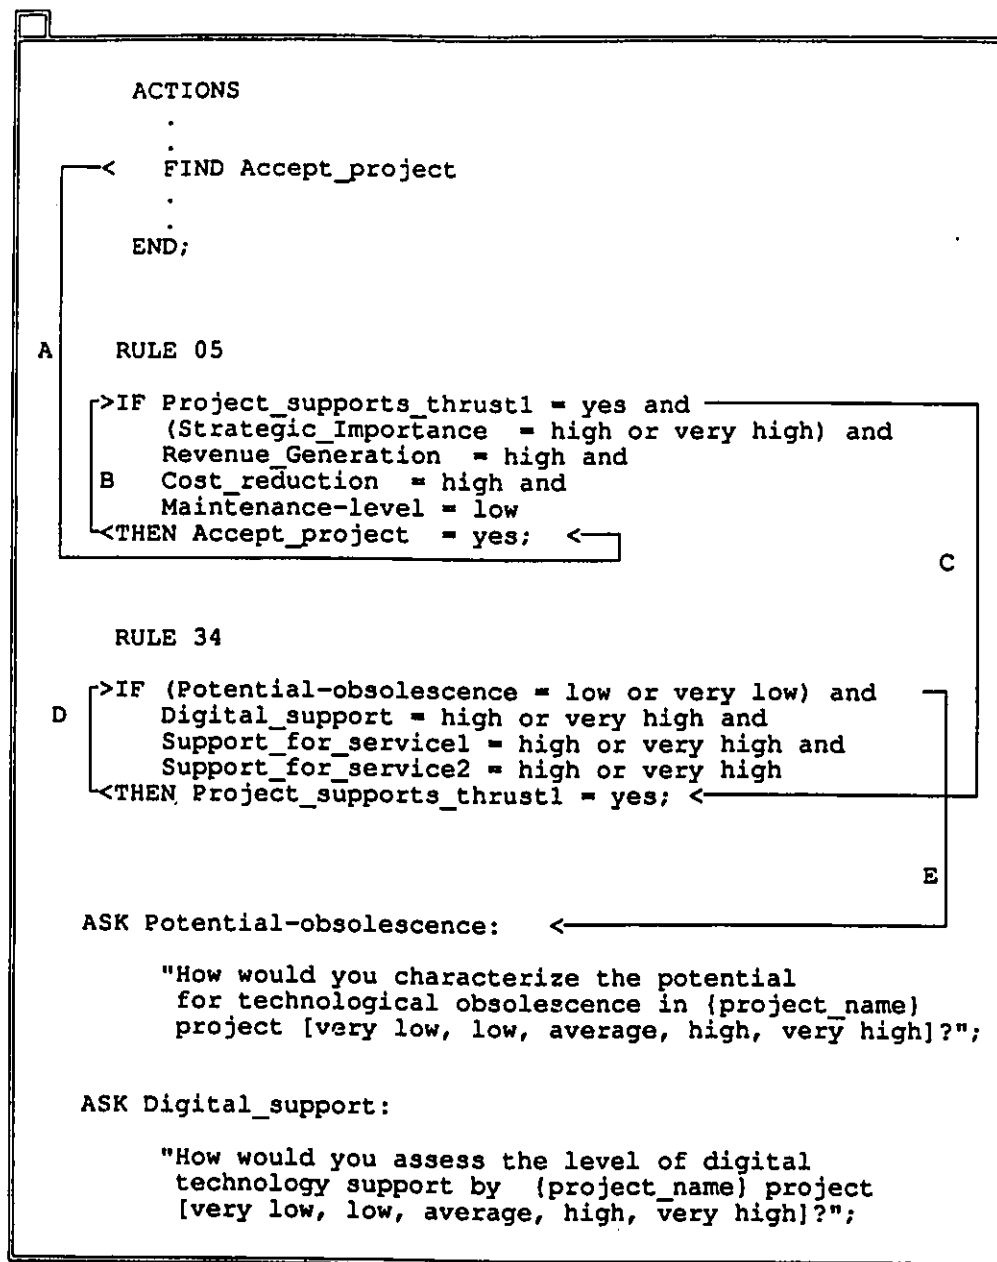 ACTIONS
.
.
< FIND Accept_project
.
.
END;
A RULE 05
>IF Project_supports_thrust1 = yes and
(Strategic_Importance = high or very high) and
Revenue_Generation = high and
B Cost_reduction = high and
Maintenance-level = low
<THEN Accept_project = yes; <
C
RULE 34
>IF (Potential-obsolescence = low or very low) and
D Digital_support = high or very high and
Support_for_service1 = high or very high and
Support_for_service2 = high or very high
<THEN Project_supports_thrust1 = yes; <
E
ASK Potential-obsolescence: <
"How would you characterize the potential
for technological obsolescence in {project_name}
project [very low, low, average, high, very high]?";
ASK Digital_support:
"How would you assess the level of digital
technology support by {project_name} project
[very low, low, average, high, very high]?";